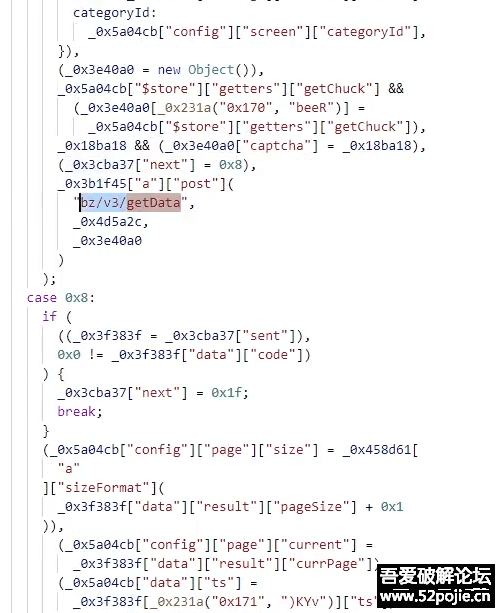 categoryId:
_0x5a04cb["config"]["screen"]["categoryId"],
}),
(_0x3e40a0 = new Object()),
_0x5a04cb["$store"]["getters"]["getChuck"] &&
(_0x3e40a0[_0x231a("0x170", "beeR")] =
_0x5a04cb["$store"]["getters"]["getChuck"]),
_0x18ba18 && (_0x3e40a0["captcha"] = _0x18ba18),
(_0x3cba37["next"] = 0x8),
_0x3b1f45["a"]["post"](
"bz/v3/getData",
_0x4d5a2c,
_0x3e40a0
)
);
case 0x8:
if (
((_0x3f383f = _0x3cba37["sent"]),
0x0 != _0x3f383f["data"]["code"])
) {
_0x3cba37["next"] = 0x1f;
break;
}
(_0x5a04cb["config"]["page"]["size"] = _0x458d61[
"a"
]["sizeFormat"](
_0x3f383f["data"]["result"]["pageSize"] + 0x1
)),
(_0x5a04cb["config"]["page"]["current"] =
_0x3f383f["data"]["result"]["currPage"])
(_0x5a04cb["data"]["ts"] =
_0x3f383f[_0x231a("0x171", ")KYv")]["ts"
吾爱破解论坛
www.52pojie.cn